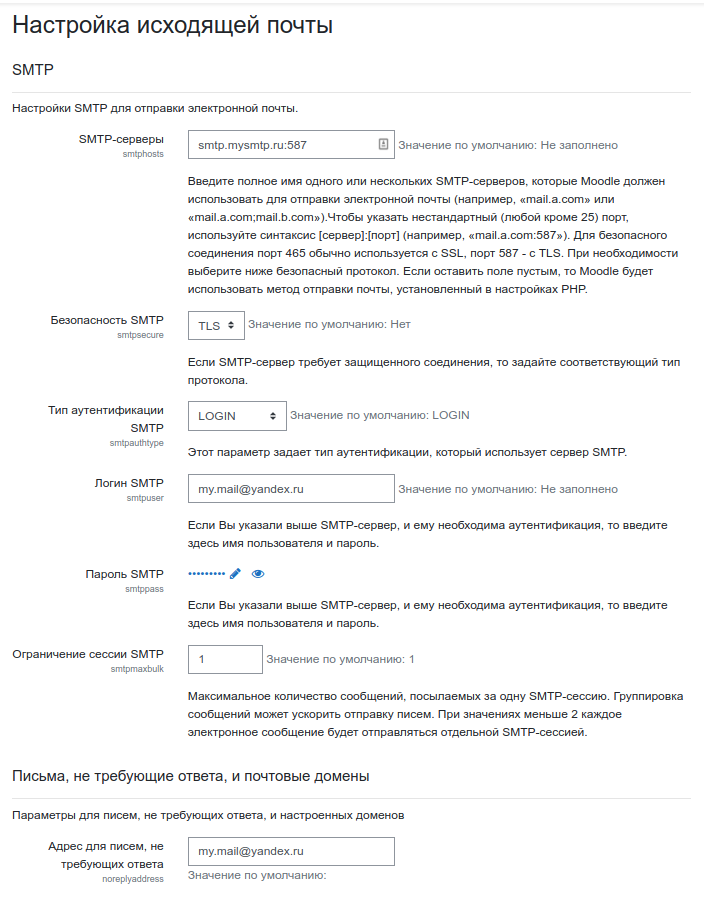 Настройка исходящей почты
SMTP
Настройки SMTP для отправки электронной почты.
SMTP-серверы
smtphosts
smtp.mysmtp.ru:587
Значение по умолчанию: Не заполнено
Введите полное имя одного или нескольких SMTP-серверов, которые Moodle должен
использовать для отправки электронной почты (например, «mail.a.com» или
«mail.a.com;mail.b.com»).Чтобы указать нестандартный (любой кроме 25) порт,
используйте синтаксис [сервер]:[порт] (например, «mail.a.com:587»). Для безопасного
соединения порт 465 обычно используется с SSL, порт 587 - с TLS. При необходимости
выберите ниже безопасный протокол. Если оставить поле пустым, то Moodle будет
использовать метод отправки почты, установленный в настройках PHP.
Безопасность SMTP
smtpsecure
TLS
Значение по умолчанию: Нет
Если SMTP-сервер требует защищенного соединения, то задайте соответствующий тип
протокола.
Тип аутентификации
SMTP
smtpauthtype
LOGIN
Значение по умолчанию: LOGIN
Этот параметр задает тип аутентификации, который использует сервер SMTP.
Логин SMTP
smtpuser
my.mail@yandex.ru
Значение по умолчанию: Не заполнено
Если Вы указали выше SMTP-сервер, и ему необходима аутентификация, то введите
здесь имя пользователя и пароль.
Пароль SMTP
smtppass
•••••••••
Если Вы указали выше SMTP-сервер, и ему необходима аутентификация, то введите
здесь имя пользователя и пароль.
Ограничение сессии SMTP
smtpmaxbulk
1
Значение по умолчанию: 1
Максимальное количество сообщений, посылаемых за одну SMTP-сессию. Группировка
сообщений может ускорить отправку писем. При значениях меньше 2 каждое
электронное сообщение будет отправляться отдельной SMTP-сессией.
Письма, не требующие ответа, и почтовые домены
Параметры для писем, не требующих ответа, и настроенных доменов
Адрес для писем, не
требующих ответа
noreplyaddress
my.mail@yandex.ru
Значение по умолчанию: